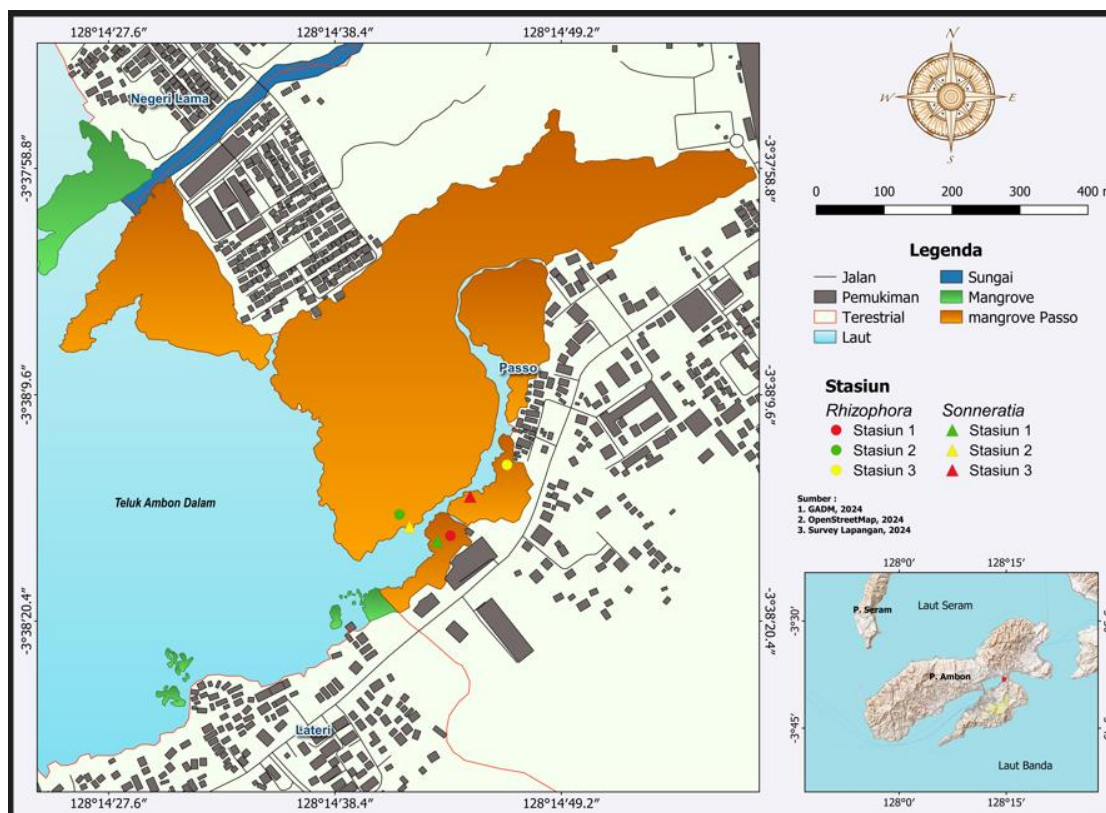 128°14'27.6" 128°14'38.4" 128°14'49.2"
Negeri Lama
-3°37'58.8" -3°37'58.8"
Passo
-3°38'9.6" -3°38'9.6"
Teluk Ambon Dalam
-3°38'20.4" -3°38'20.4"
Lateri
128°14'27.6" 128°14'38.4" 128°14'49.2"
N
W E
S
0 100 200 300 400 m
Legenda
Jalan Sungai
Pemukiman Mangrove
Terestrial mangrove Passo
Laut
Stasiun
Rhizophora Sonneratia
Stasiun 1 Stasiun 1
Stasiun 2 Stasiun 2
Stasiun 3 Stasiun 3
Sumber :
1. GADM, 2024
2. OpenStreetMap, 2024
3. Survey Lapangan, 2024
128°0' 128°15'
-3°30'
P. Seram Laut Seram
P. Ambon
-3°45'
Laut Banda
128°0' 128°15'